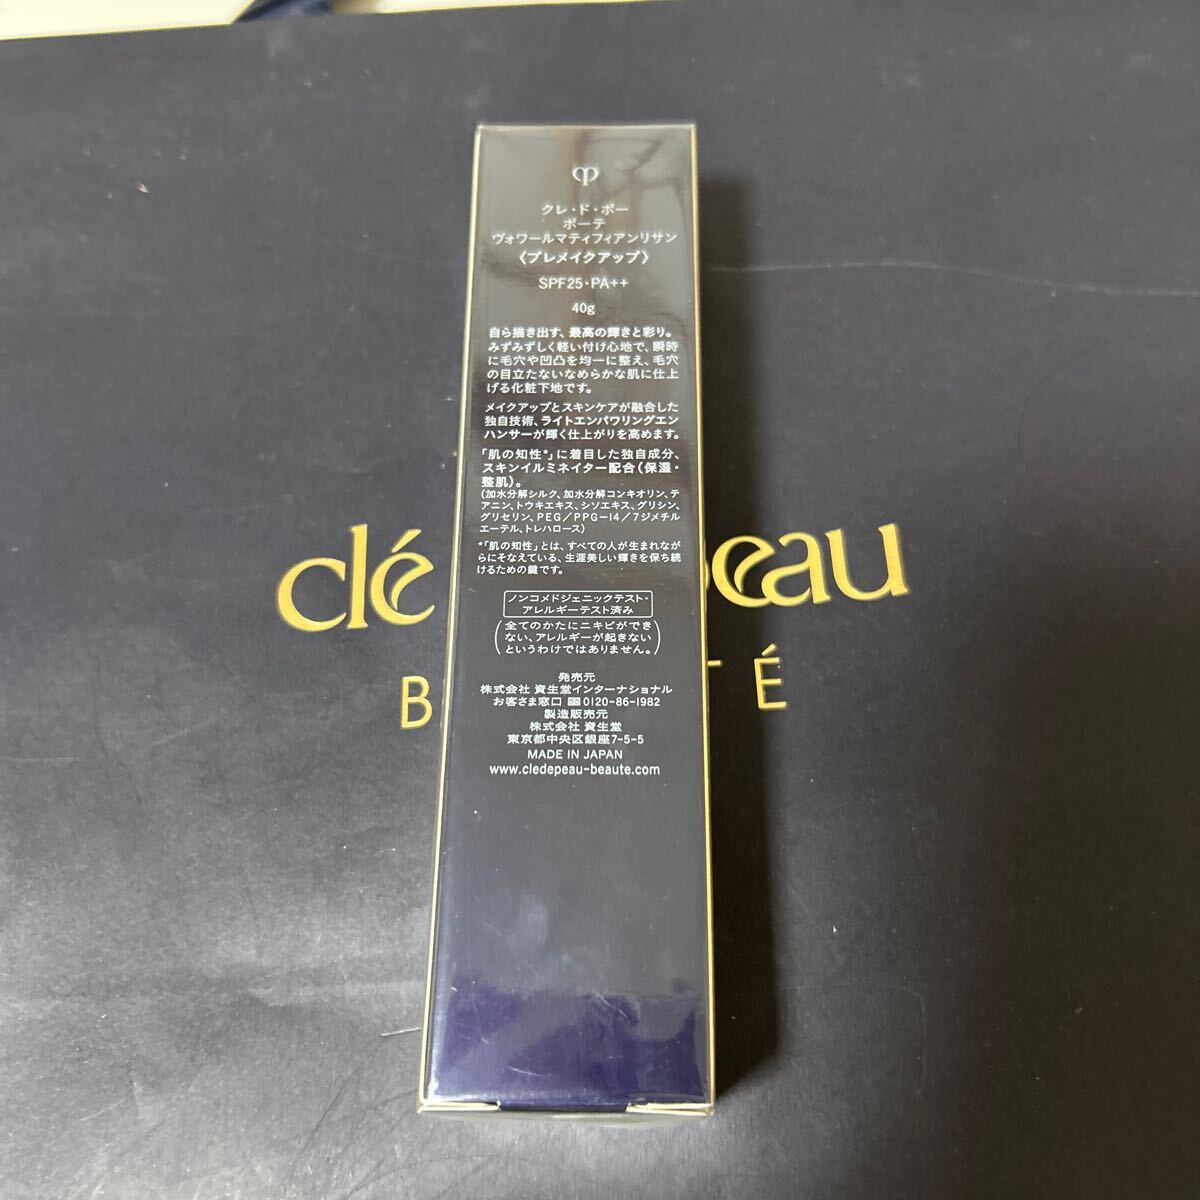 クレ・ド・ポー
ボーテ
ヴォワールマティフィアンリサン
〈プレメイクアップ〉
SPF25・PA++
40g
自ら描き出す、最高の輝きと彩り。
みずみずしく軽い付け心地で、瞬時
に毛穴や凹凸を均一に整え、毛穴
の目立たないなめらかな肌に仕上
げる化粧下地です。
メイクアップとスキンケアが融合した
独自技術、ライトエンパワリングエン
ハンサーが輝く仕上がりを高めます。
「肌の知性*」に着目した独自成分、
スキンイルミネイター配合(保湿・
整肌)。
(加水分解シルク、加水分解コンキオリン、テ
アニン、トウキエキス、シソエキス、グリシン、
グリセリン、PEG/PPG-14/7ジメチル
エーテル、トレハロース)
*「肌の知性」とは、すべての人が生まれなが
らにそなえている、生涯美しい輝きを保ち続
けるための鍵です。
ノンコメドジェニックテスト・
アレルギーテスト済み
(全てのかたにニキビができ
ない、アレルギーが起きない
というわけではありません。)
発売元
株式会社 資生堂インターナショナル
お客さま窓口 0120-86-1982
製造販売元
株式会社 資生堂
東京都中央区銀座7-5-5
MADE IN JAPAN
www.cledepeau-beaute.com
clé peau
B TÉ